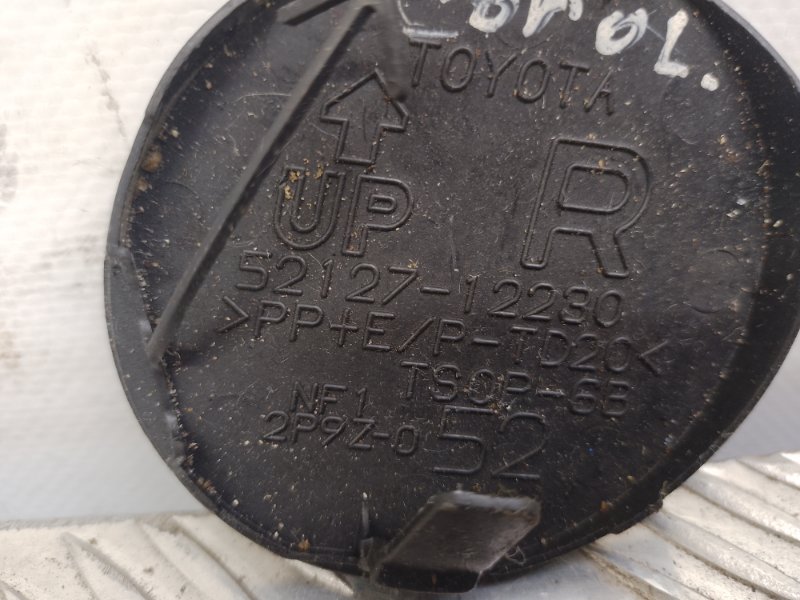 TOYOTA
UP R
52127-12230
>PP+E/P-TD20<
TSOP-6B
NF1
2P9Z-0 52